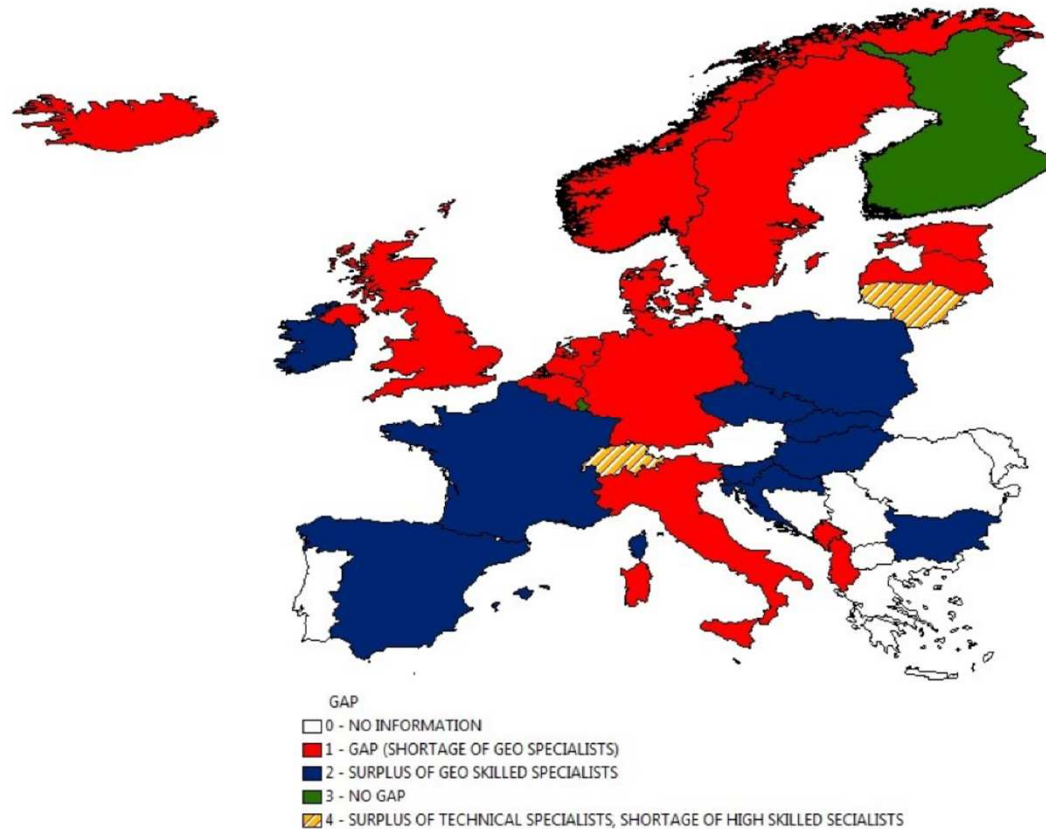 GAP
0 - NO INFORMATION
1 - GAP (SHORTAGE OF GEO SPECIALISTS)
2 - SURPLUS OF GEO SKILLED SPECIALISTS
3 - NO GAP
4 - SURPLUS OF TECHNICAL SPECIALISTS, SHORTAGE OF HIGH SKILLED SECIALISTS